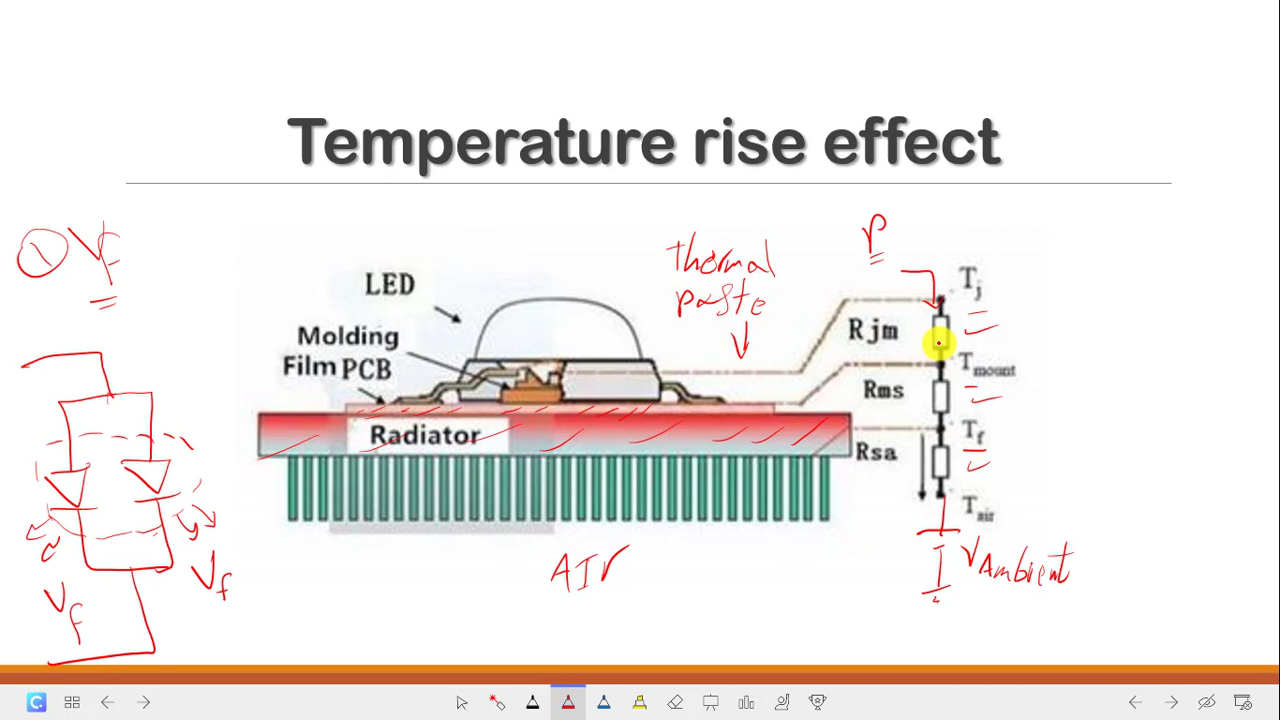 Temperature rise effect
① Vf
thermal
paste
P
LED
Molding
Film PCB
Radiator
Rjm
Rms
Rsa
Tj
Tmount
Tf
Tair
VAmbient
AIr
Vf
Vf